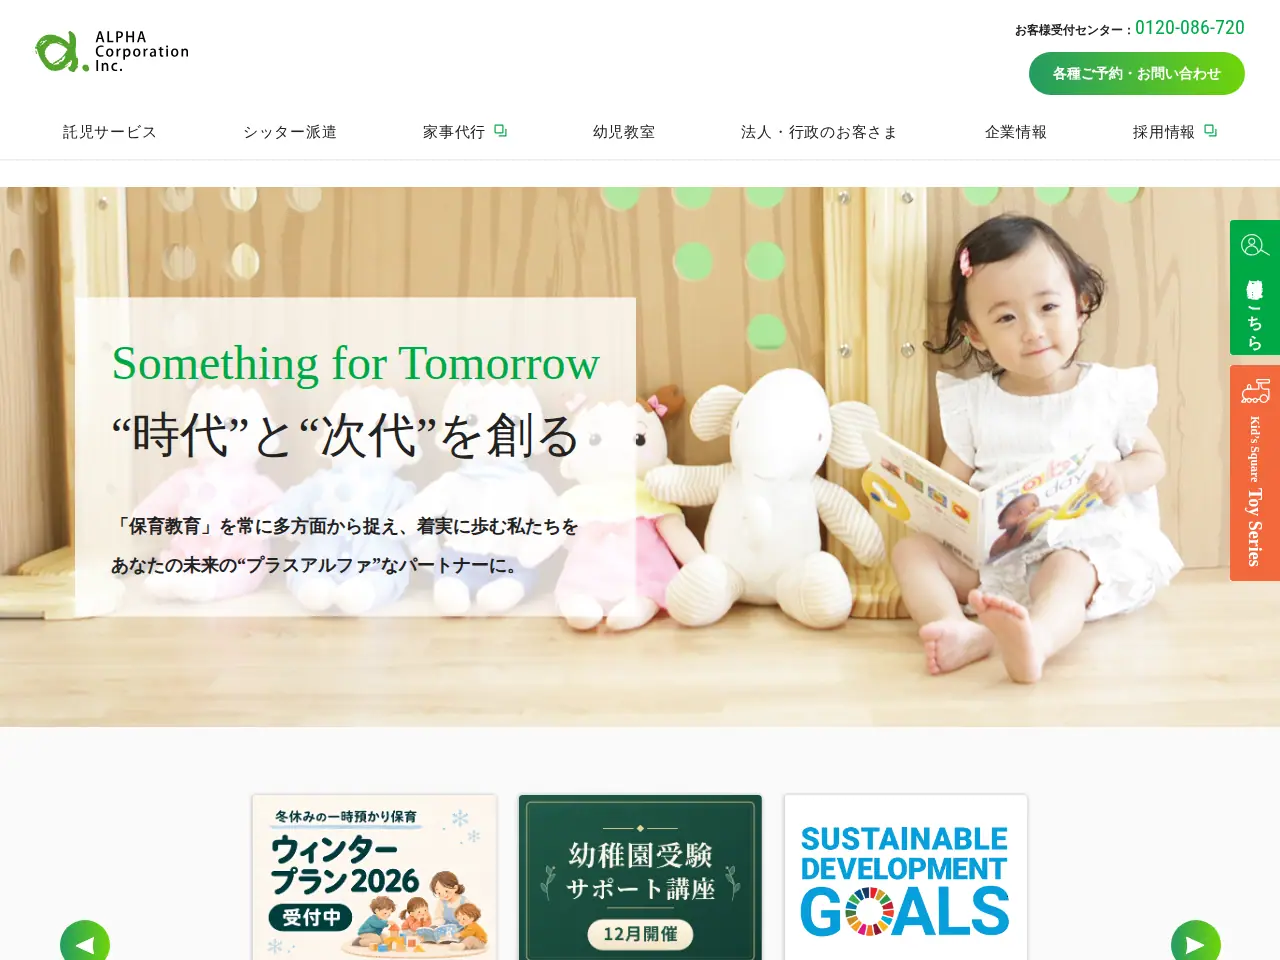 ALPHA
Corporation
Inc.
お客様受付センター：0120-086-720
各種ご予約・お問い合わせ
託児サービス
シッター派遣
家事代行
幼児教室
法人・行政のお客さま
企業情報
採用情報
Something for Tomorrow
“時代”と“次代”を創る
「保育教育」を常に多方面から捉え、着実に歩む私たちを
あなたの未来の“プラスアルファ”なパートナーに。
こちら
Kid's Square Toy Series
冬休みの一時預かり保育
ウィンター
プラン2026
受付中
幼稚園受験
サポート講座
12月開催
SUSTAINABLE
DEVELOPMENT
GOALS